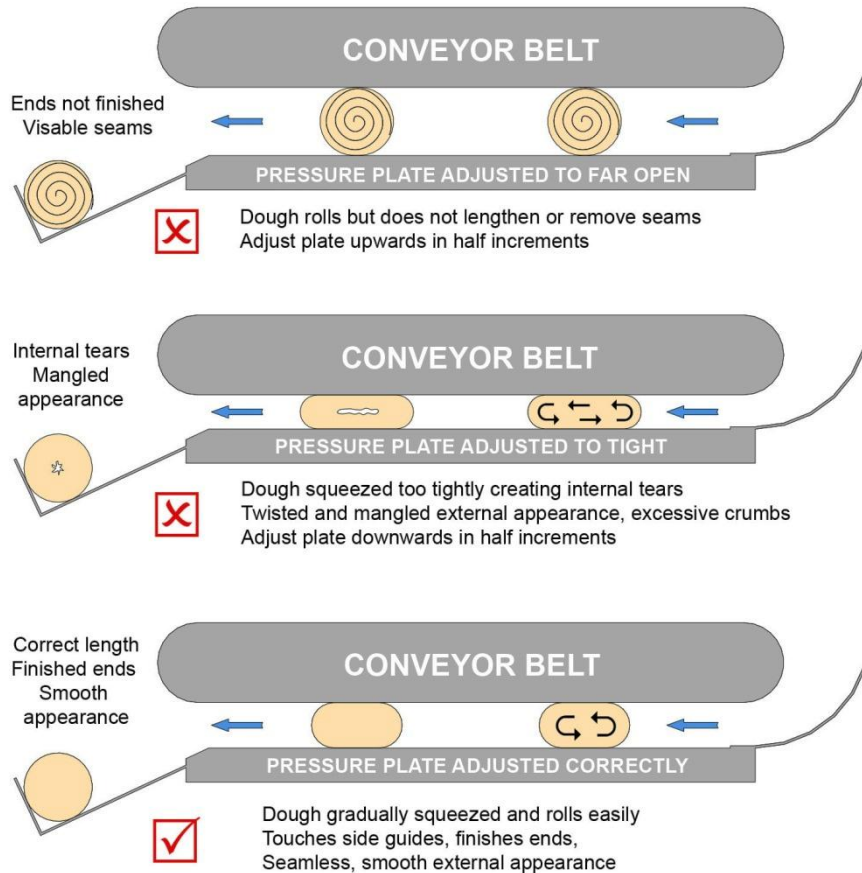 CONVEYOR BELT
Ends not finished
Visable seams
PRESSURE PLATE ADJUSTED TO FAR OPEN
Dough rolls but does not lengthen or remove seams
Adjust plate upwards in half increments
CONVEYOR BELT
Internal tears
Mangled
appearance
PRESSURE PLATE ADJUSTED TO TIGHT
Dough squeezed too tightly creating internal tears
Twisted and mangled external appearance, excessive crumbs
Adjust plate downwards in half increments
CONVEYOR BELT
Correct length
Finished ends
Smooth
appearance
PRESSURE PLATE ADJUSTED CORRECTLY
Dough gradually squeezed and rolls easily
Touches side guides, finishes ends,
Seamless, smooth external appearance